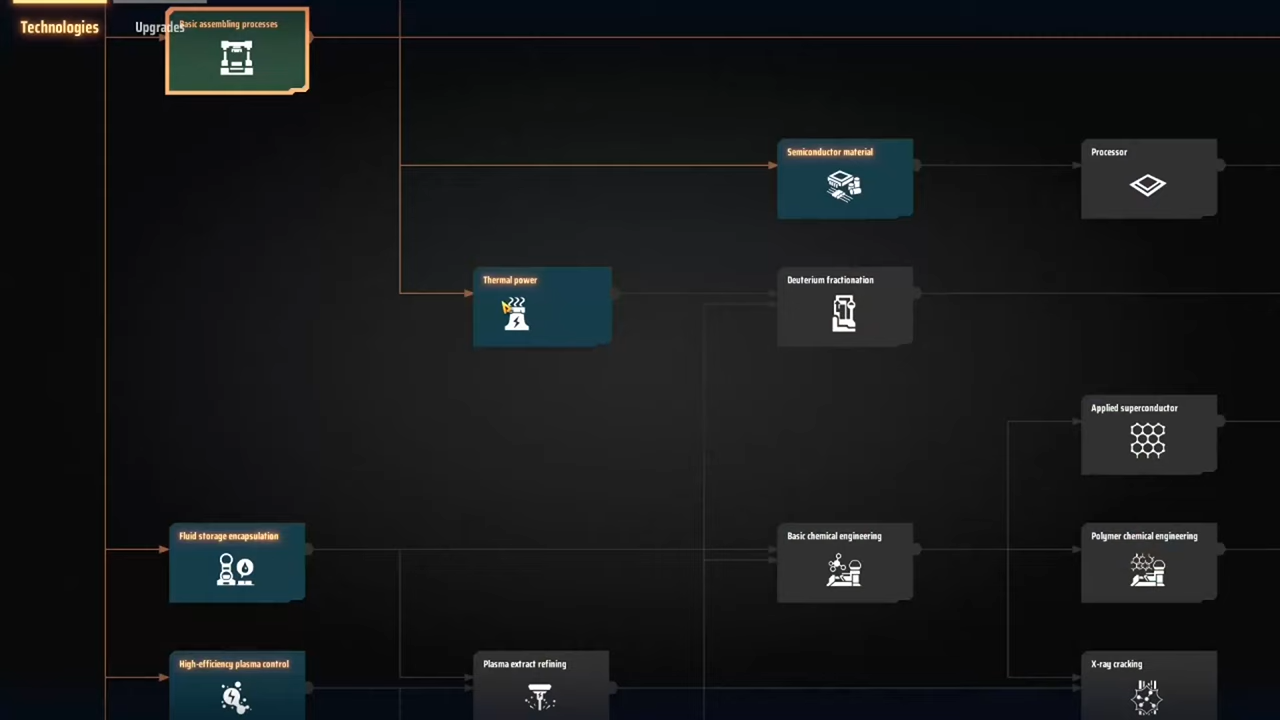 Technologies
Upgrades
Basic assembling processes
Semiconductor material
Processor
Thermal power
Deuterium fractionation
Applied superconductor
Fluid storage encapsulation
Basic chemical engineering
Polymer chemical engineering
High-efficiency plasma control
Plasma extract refining
X-ray cracking